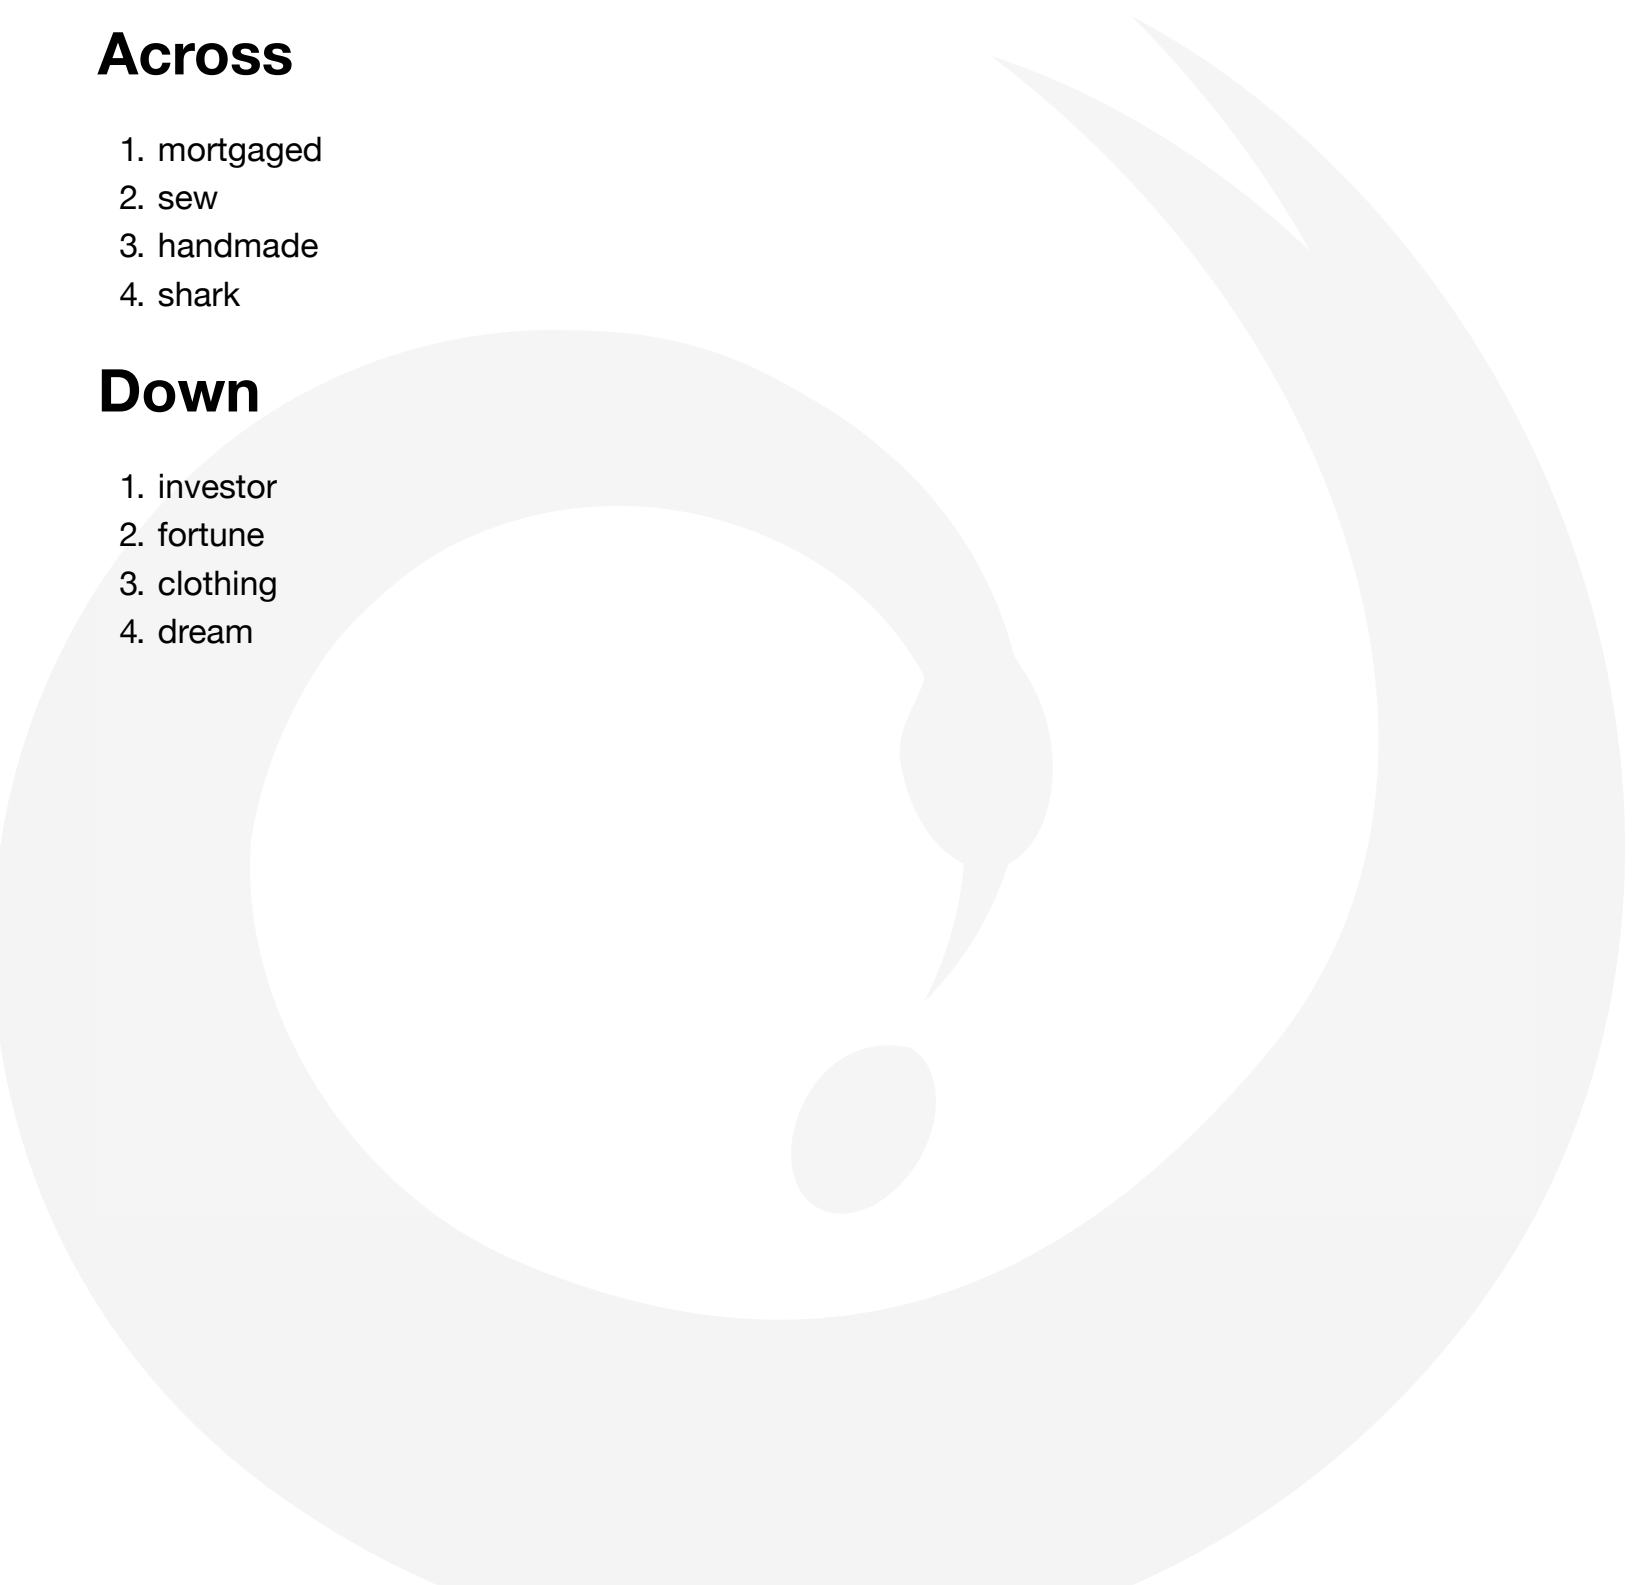 Across
1. mortgaged
2. sew
3. handmade
4. shark
Down
1. investor
2. fortune
3. clothing
4. dream